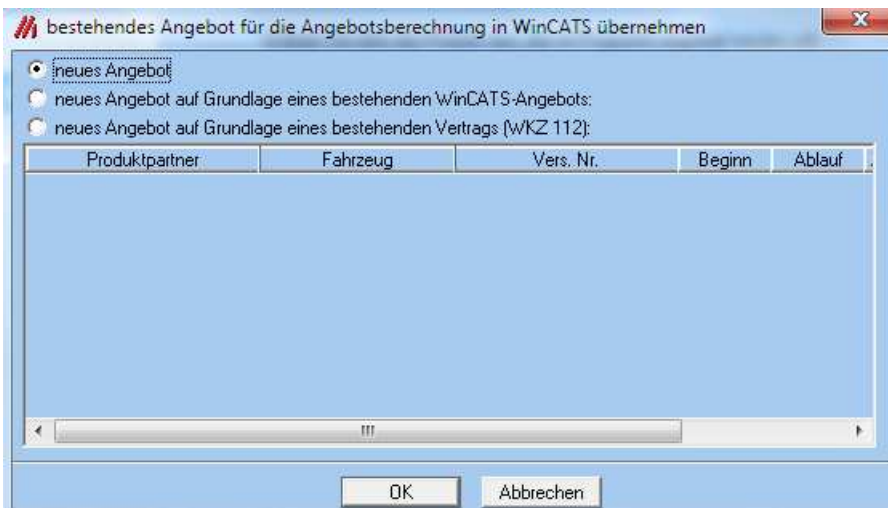 bestehendes Angebot für die Angebotsberechnung in WinCATS übernehmen
neues Angebot
neues Angebot auf Grundlage eines bestehenden WinCATS-Angebots:
neues Angebot auf Grundlage eines bestehenden Vertrags (WKZ 112):
Produktpartner Fahrzeug Vers. Nr. Beginn Ablauf
OK Abbrechen